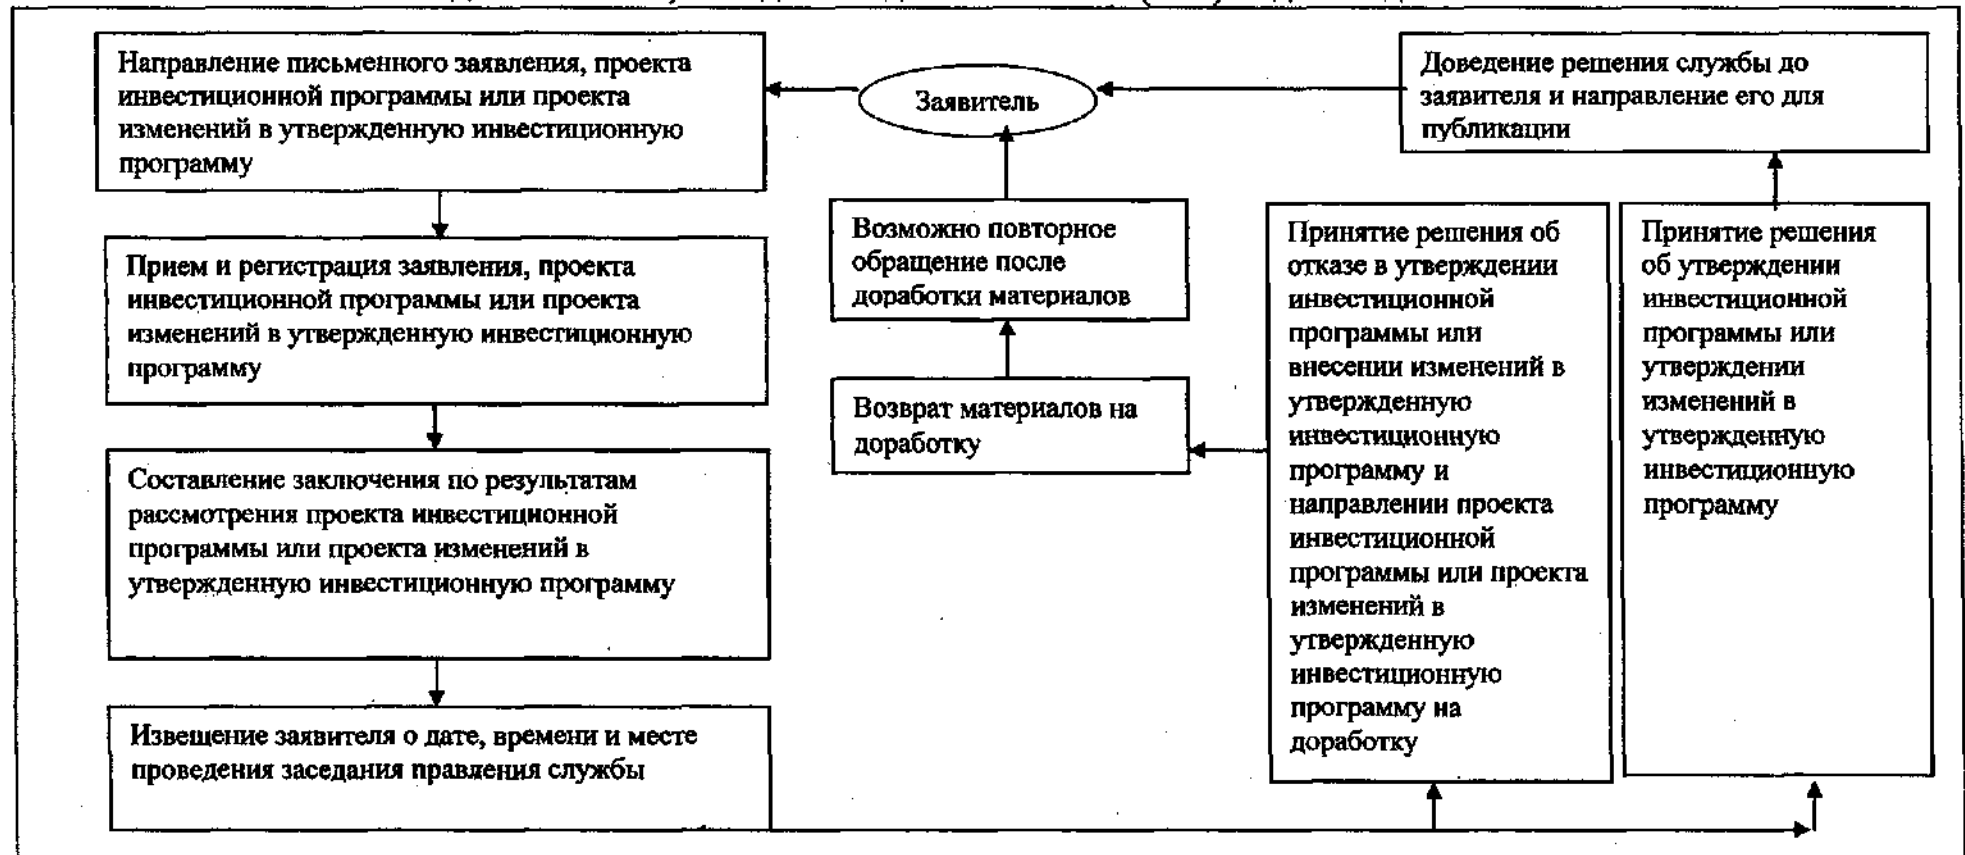 Направление письменного заявления, проекта
инвестиционной программы или проекта
изменений в утвержденную инвестиционную
программу
Заявитель
Доведение решения службы до
заявителя и направление его для
публикации
Прием и регистрация заявления, проекта
инвестиционной программы или проекта
изменений в утвержденную инвестиционную
программу
Возможно повторное
обращение после
доработки материалов
Возврат материалов на
доработку
Принятие решения об
отказе в утверждении
инвестиционной
программы или
внесении изменений в
утвержденную
инвестиционную
программу и
направлении проекта
инвестиционной
программы или проекта
изменений в
утвержденную
инвестиционную
программу на
доработку
Принятие решения
об утверждении
инвестиционной
программы или
утверждении
изменений в
утвержденную
инвестиционную
программу
Составление заключения по результатам
рассмотрения проекта инвестиционной
программы или проекта изменений в
утвержденную инвестиционную программу
Извещение заявителя о дате, времени и месте
проведения заседания правления службы